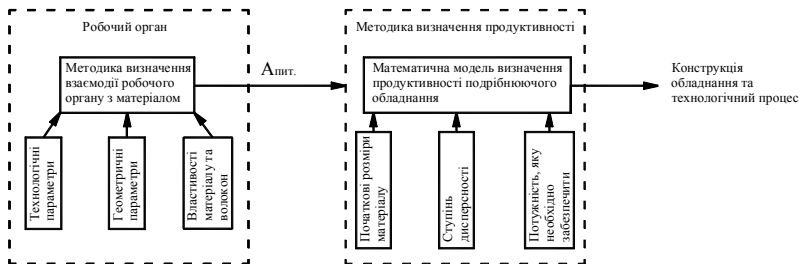 Робочий орган
Методика визначення
взаємодії робочого
органу з матеріалом
Технологічні
параметри
Геометричні
параметри
Властивості
матеріалу та
волокон
Aпит.
Методика визначення продуктивності
Математична модель визначення
продуктивності подрібнюючого
обладнання
Початкові розміри
матеріалу
Ступінь
дисперсності
Потужність, яку
необхідно
забезпечити
Конструкція
обладнання та
технологічний процес